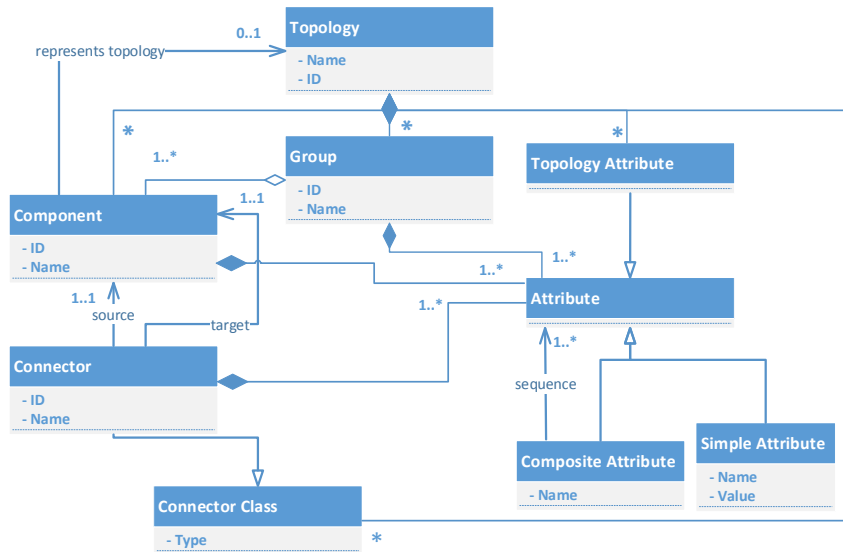 Topology
- Name
- ID
0..1
represents topology
*
*
*
1..*
Group
- ID
- Name
Topology Attribute
1..1
Component
- ID
- Name
1..*
1..*
Attribute
1..1
source
target
1..*
Connector
- ID
- Name
1..*
sequence
Composite Attribute
- Name
Simple Attribute
- Name
- Value
Connector Class
- Type
*